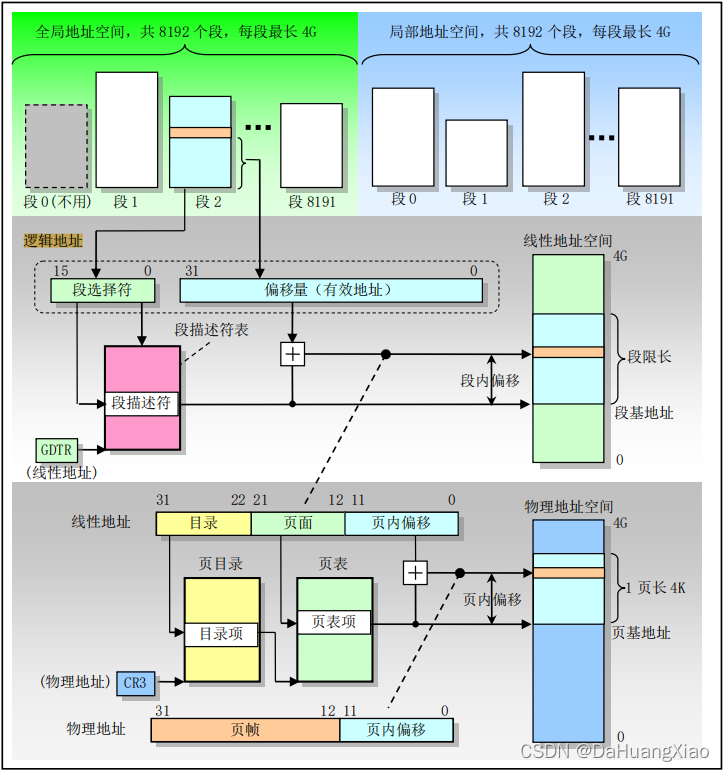 全局地址空间，共 8192 个段，每段最长 4G
局部地址空间，共 8192 个段，每段最长 4G
段 0(不用)
段 1
段 2
段 8191
段 0
段 1
段 2
段 8191
逻辑地址
线性地址空间
15
0
31
0
4G
段选择符
偏移量（有效地址）
段描述符表
段限长
段内偏移
段描述符
段基地址
GDTR
(线性地址)
0
物理地址空间
31
22
21
12
11
0
4G
线性地址
目录
页面
页内偏移
页目录
页表
1 页长 4K
页内偏移
目录项
页表项
页基地址
(物理地址)
CR3
31
12
11
0
物理地址
页帧
页内偏移
0
CSDN @DaHuangXiao